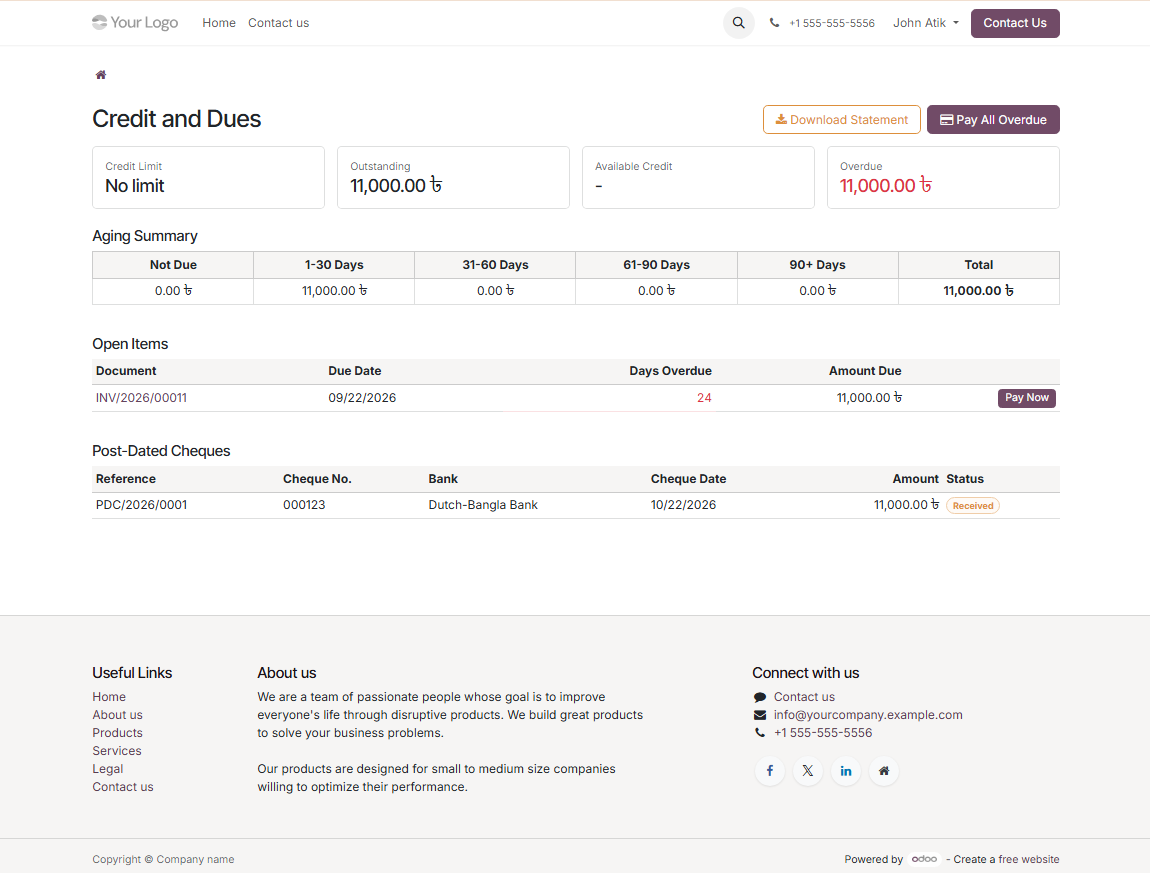 Your Logo Home Contact us +1 555-555-5556 John Atik Contact Us
Credit and Dues Download Statement Pay All Overdue
Credit Limit Outstanding Available Credit Overdue
No limit 11,000.00 ৳ - 11,000.00 ৳
Aging Summary
Not Due 1-30 Days 31-60 Days 61-90 Days 90+ Days Total
0.00 ৳ 11,000.00 ৳ 0.00 ৳ 0.00 ৳ 0.00 ৳ 11,000.00 ৳
Open Items
Document Due Date Days Overdue Amount Due
INV/2026/00011 09/22/2026 24 11,000.00 ৳ Pay Now
Post-Dated Cheques
Reference Cheque No. Bank Cheque Date Amount Status
PDC/2026/0001 000123 Dutch-Bangla Bank 10/22/2026 11,000.00 ৳ Received
Useful Links
Home
About us
Products
Services
Legal
Contact us
About us
We are a team of passionate people whose goal is to improve
everyone's life through disruptive products. We build great products
to solve your business problems.
Our products are designed for small to medium size companies
willing to optimize their performance.
Connect with us
Contact us
info@yourcompany.example.com
+1 555-555-5556
Copyright © Company name Powered by odoo - Create a free website